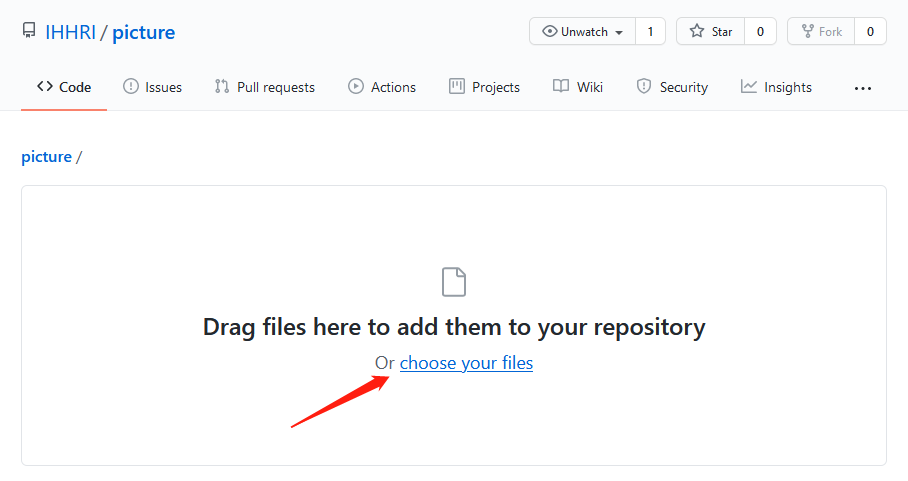 IHHRI / picture
Unwatch 1 Star 0 Fork 0
Code Issues Pull requests Actions Projects Wiki Security Insights ...
picture /
Drag files here to add them to your repository
Or choose your files